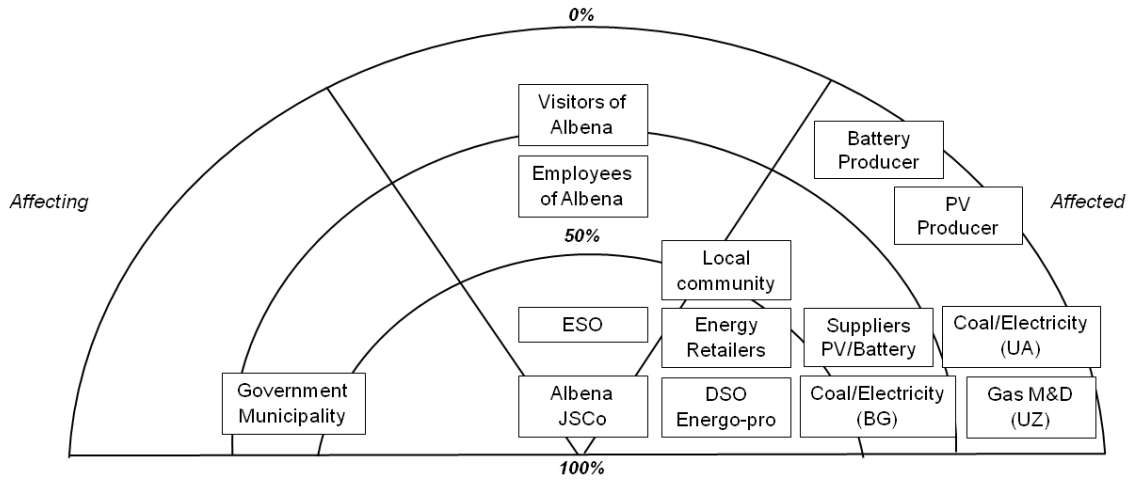 0%
Visitors of
Albena
Battery
Producer
Employees
of Albena
Affecting
PV
Producer
Affected
50%
Local
community
ESO
Energy
Retailers
Suppliers
PV/Battery
Coal/Electricity
(UA)
Government
Municipality
Albena
JSCo
DSO
Energo-pro
Coal/Electricity
(BG)
Gas M&D
(UZ)
100%